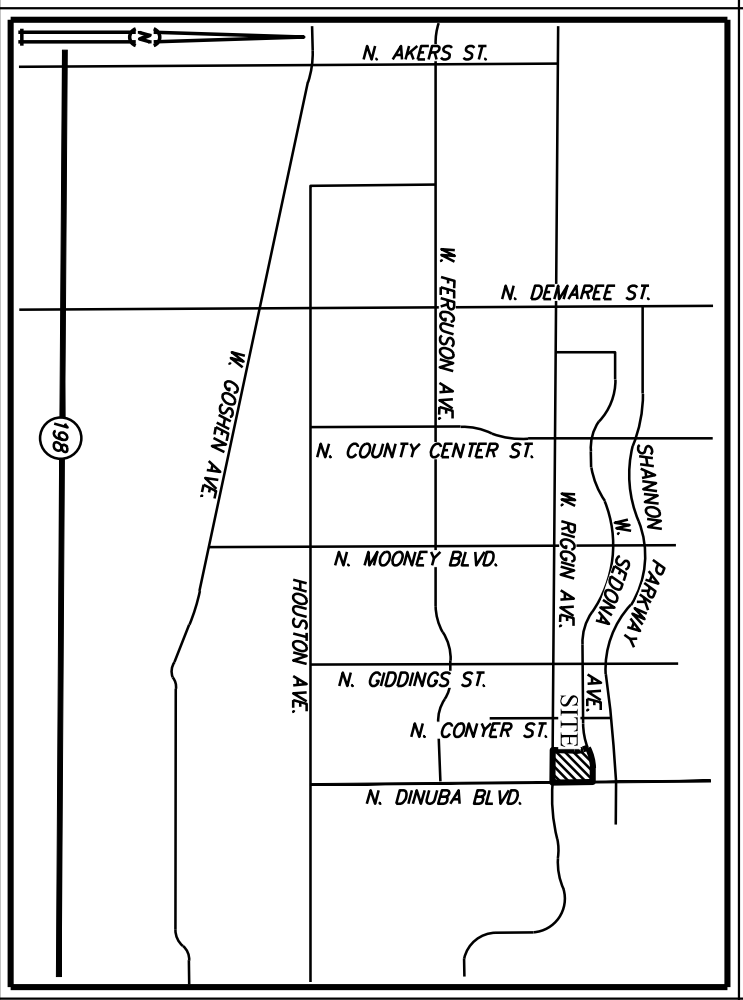 N
N. AKERS ST.
W. FERGUSON AVE.
N. DEMAREE ST.
W. GOSHEN AVE.
198
N. COUNTY CENTER ST.
SHANNON PARKWAY
W. RIGGIN AVE.
W. SEDONA AVE.
N. MOONEY BLVD.
HOUSTON AVE.
N. GIDDINGS ST.
SITE
N. CONYER ST.
N. DINUBA BLVD.